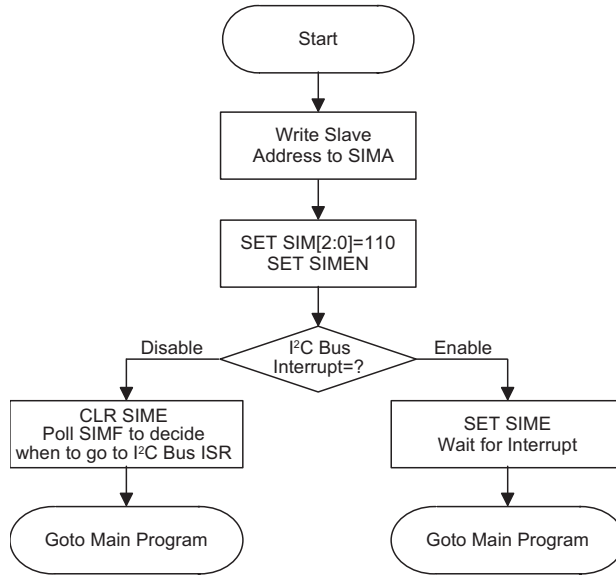 Start
Write Slave
Address to SIMA
SET SIM[2:0]=110
SET SIMEN
I²C Bus
Interrupt=?
Disable
Enable
CLR SIME
Poll SIMF to decide
when to go to I²C Bus ISR
SET SIME
Wait for Interrupt
Goto Main Program
Goto Main Program